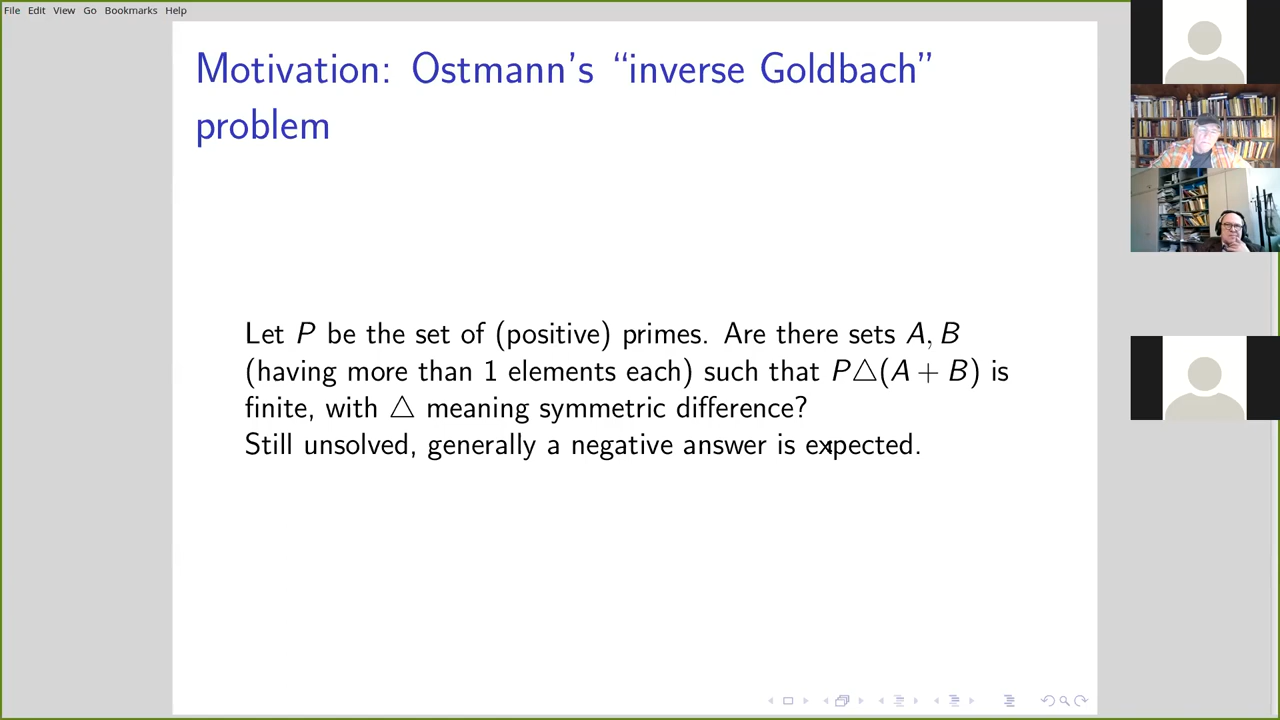 File Edit View Go Bookmarks Help
Motivation: Ostmann's “inverse Goldbach”
problem
Let P be the set of (positive) primes. Are there sets A, B
(having more than 1 elements each) such that P△(A + B) is
finite, with △ meaning symmetric difference?
Still unsolved, generally a negative answer is expected.